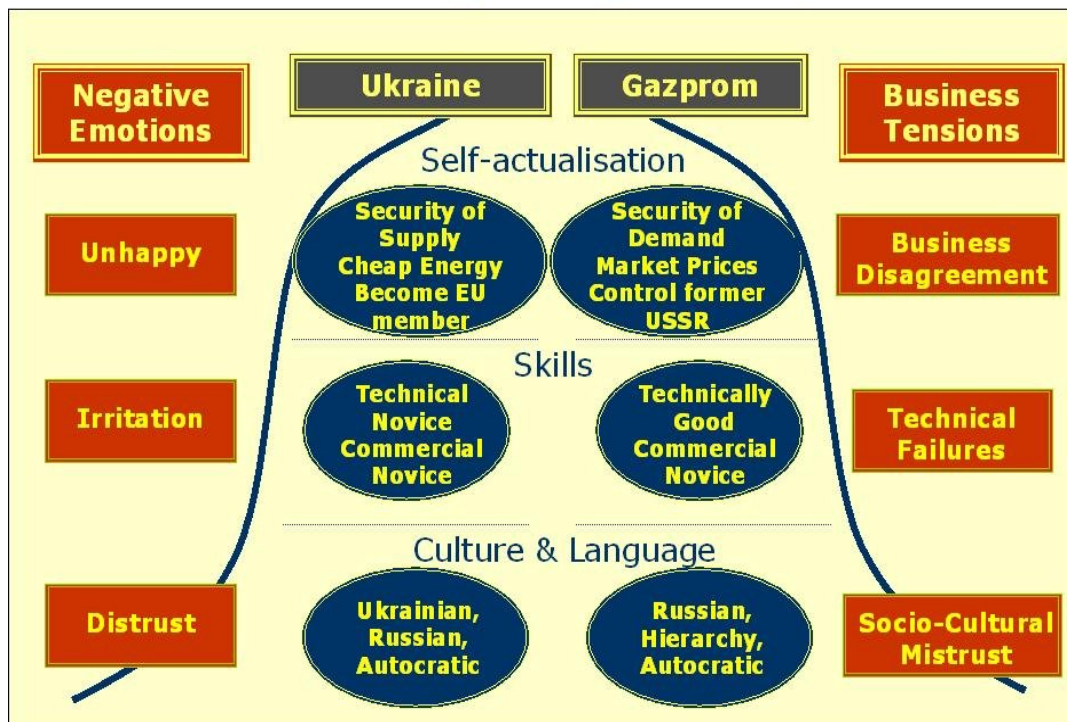 Negative
Emotions
Ukraine
Gazprom
Business
Tensions
Self-actualisation
Unhappy
Security of
Supply
Cheap Energy
Become EU
member
Security of
Demand
Market Prices
Control former
USSR
Business
Disagreement
Skills
Irritation
Technical
Novice
Commercial
Novice
Technically
Good
Commercial
Novice
Technical
Failures
Culture & Language
Distrust
Ukrainian,
Russian,
Autocratic
Russian,
Hierarchy,
Autocratic
Socio-Cultural
Mistrust